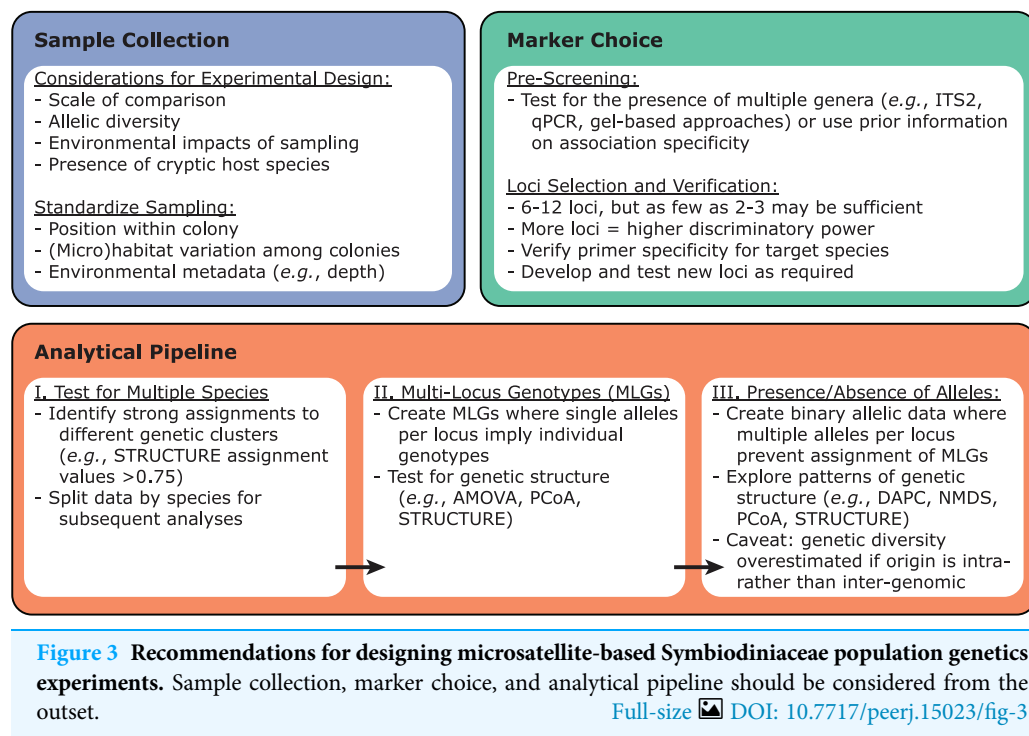 Sample Collection
Considerations for Experimental Design:
- Scale of comparison
- Allelic diversity
- Environmental impacts of sampling
- Presence of cryptic host species
Standardize Sampling:
- Position within colony
- (Micro)habitat variation among colonies
- Environmental metadata (e.g., depth)
Marker Choice
Pre-Screening:
- Test for the presence of multiple genera (e.g., ITS2,
qPCR, gel-based approaches) or use prior information
on association specificity
Loci Selection and Verification:
- 6-12 loci, but as few as 2-3 may be sufficient
- More loci = higher discriminatory power
- Verify primer specificity for target species
- Develop and test new loci as required
Analytical Pipeline
I. Test for Multiple Species
- Identify strong assignments to
different genetic clusters
(e.g., STRUCTURE assignment
values >0.75)
- Split data by species for
subsequent analyses
II. Multi-Locus Genotypes (MLGs)
- Create MLGs where single alleles
per locus imply individual
genotypes
- Test for genetic structure
(e.g., AMOVA, PCoA,
STRUCTURE)
III. Presence/Absence of Alleles:
- Create binary allelic data where
multiple alleles per locus
prevent assignment of MLGs
- Explore patterns of genetic
structure (e.g., DAPC, NMDS,
PCoA, STRUCTURE)
- Caveat: genetic diversity
overestimated if origin is intra-
rather than inter-genomic
Figure 3 Recommendations for designing microsatellite-based Symbiodiniaceae population genetics
experiments. Sample collection, marker choice, and analytical pipeline should be considered from the
outset.
Full-size DOI: 10.7717/peerj.15023/fig-3